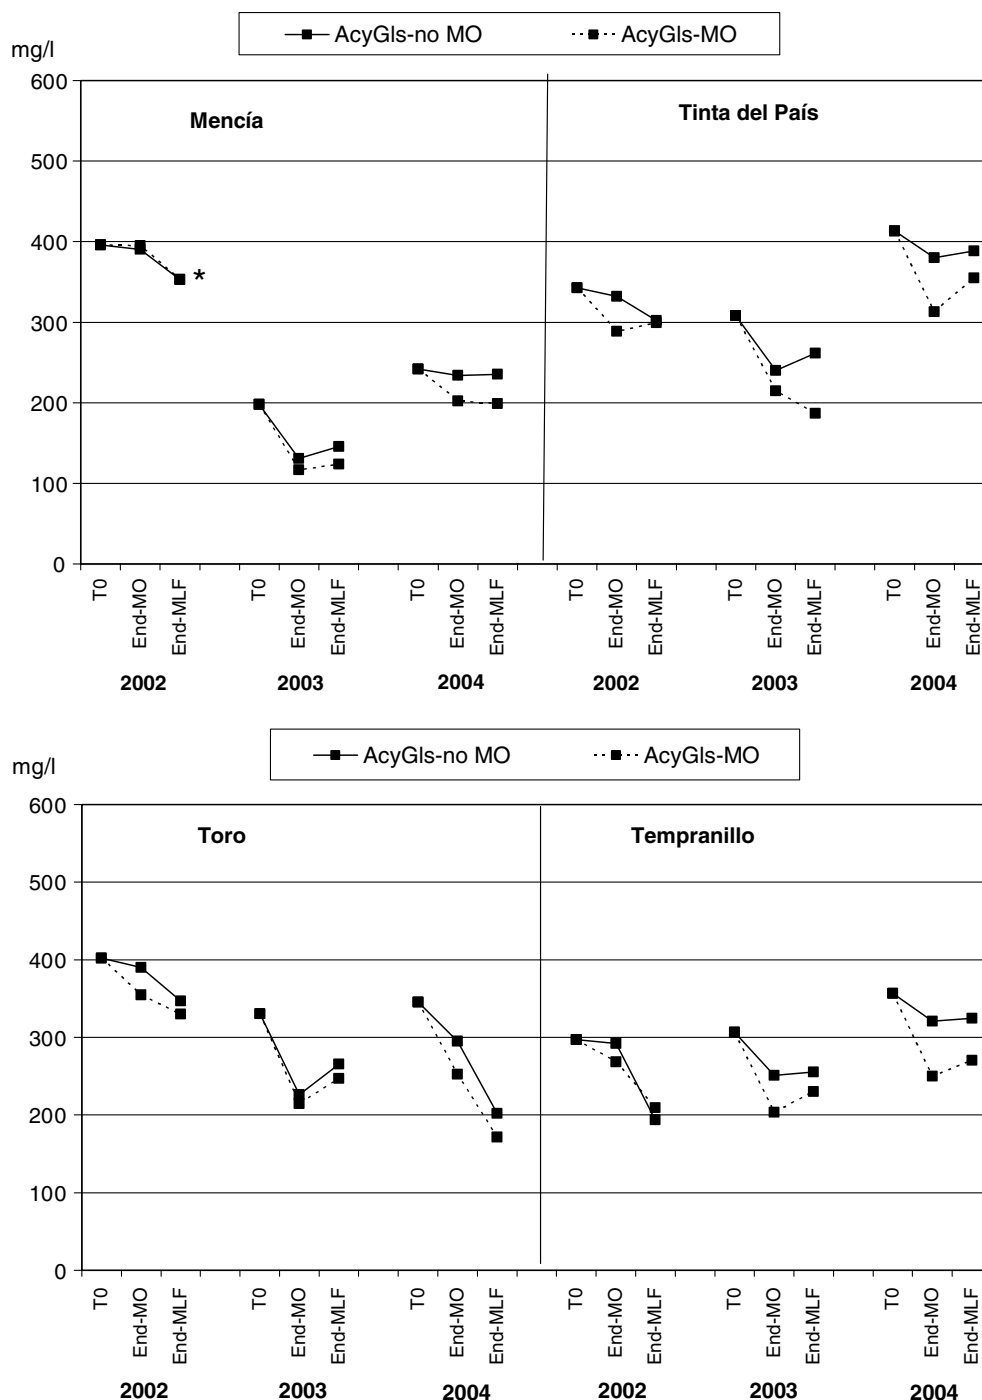 AcyGls-no MO AcyGls-MO
mg/l
600
Mencía Tinta del País
500
400
*
300
200
100
0
T0 End-MO End-MLF T0 End-MO End-MLF T0 End-MO End-MLF T0 End-MO End-MLF T0 End-MO End-MLF T0 End-MO End-MLF
2002 2003 2004 2002 2003 2004
AcyGls-no MO AcyGls-MO
mg/l
600
Toro Tempranillo
500
400
300
200
100
0
T0 End-MO End-MLF T0 End-MO End-MLF T0 End-MO End-MLF T0 End-MO End-MLF T0 End-MO End-MLF T0 End-MO End-MLF
2002 2003 2004 2002 2003 2004